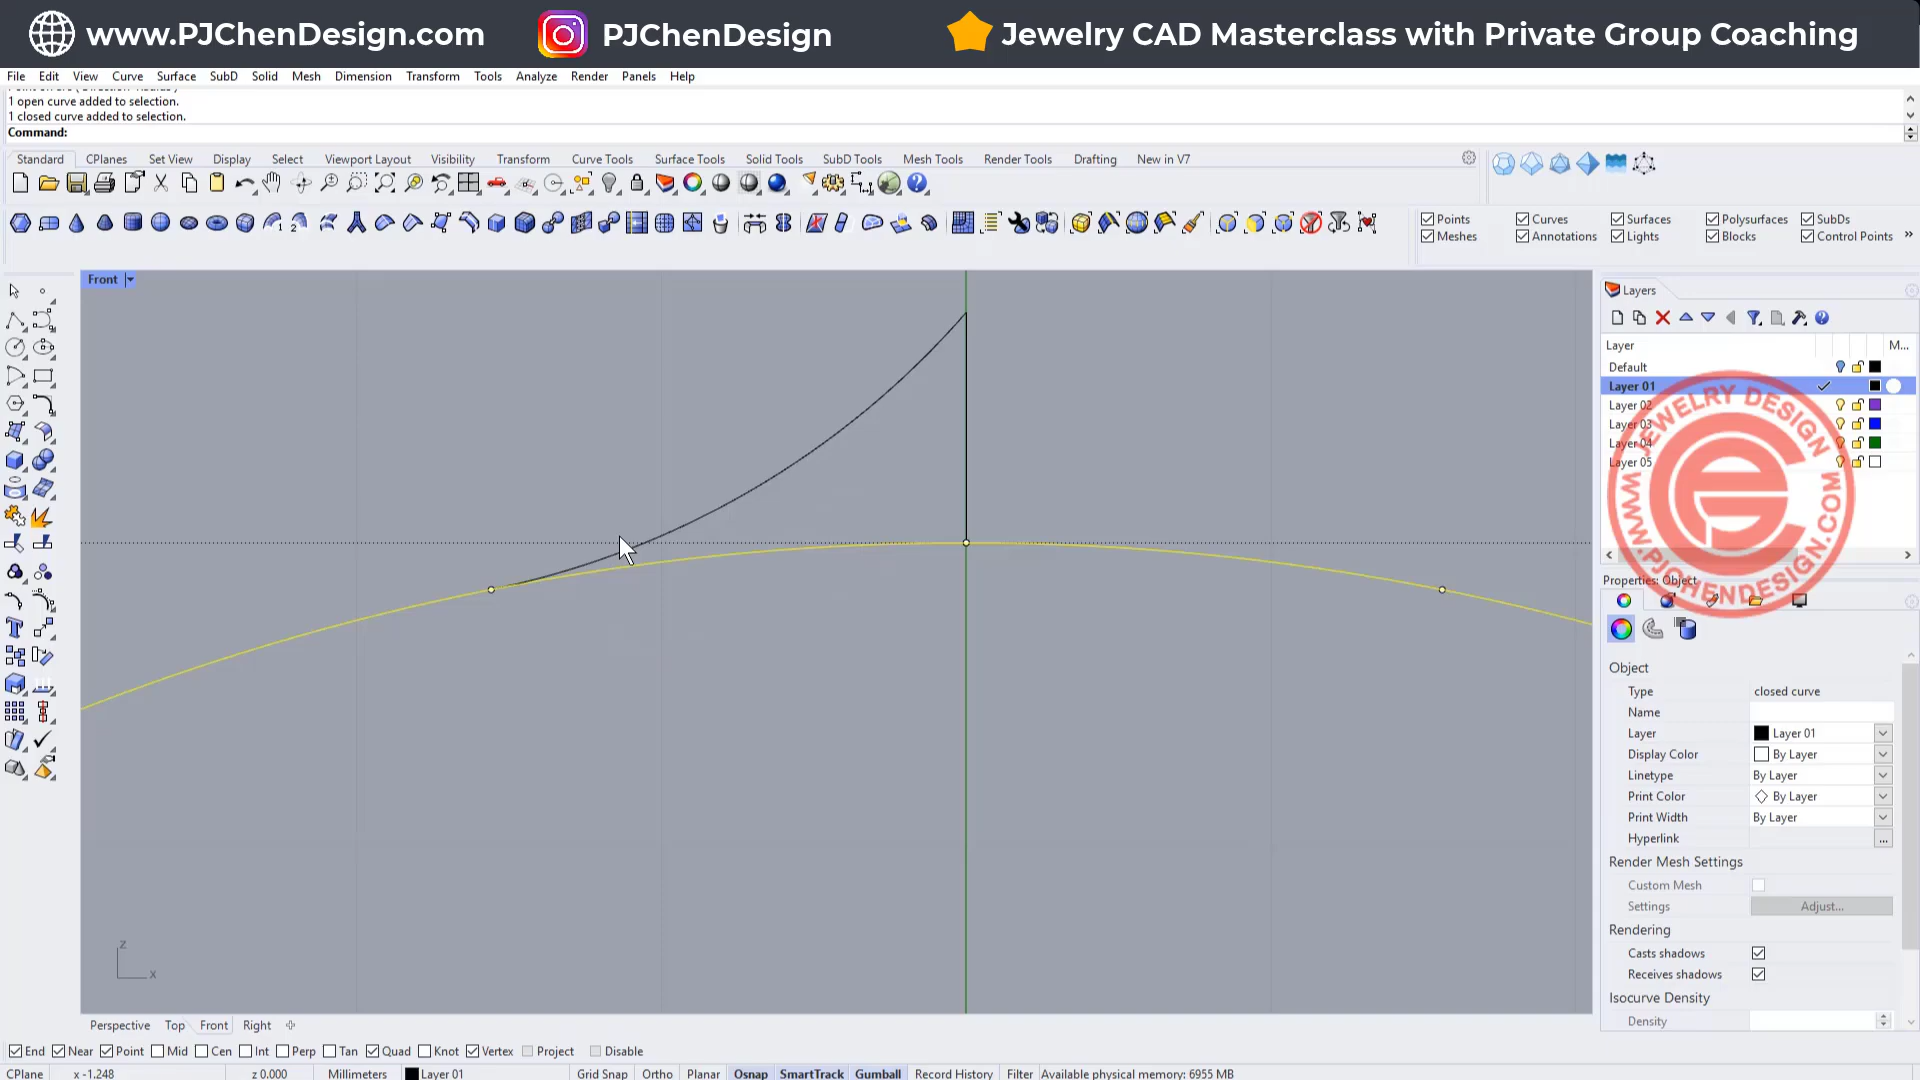 www.PJChenDesign.com PJChenDesign Jewelry CAD Masterclass with Private Group Coaching
File Edit View Curve Surface SubD Solid Mesh Dimension Transform Tools Analyze Render Panels Help
1 open curve added to selection.
1 closed curve added to selection.
Command:
Standard CPlanes Set View Display Select Viewport Layout Visibility Transform Curve Tools Surface Tools Solid Tools SubD Tools Mesh Tools Render Tools Drafting New in V7
Points Curves Surfaces Polysurfaces SubDs
Meshes Annotations Lights Blocks Control Points
Front
Layers
Layer M...
Default
Layer 01
Layer 02
Layer 03
Layer 04
Layer 05
JEWELRY DESIGN
WWW.PJCHENDESIGN.COM
Properties: Object
Object
Type closed curve
Name
Layer Layer 01
Display Color By Layer
Linetype By Layer
Print Color By Layer
Print Width By Layer
Hyperlink ...
Render Mesh Settings
Custom Mesh
Settings Adjust...
Rendering
Casts shadows
Receives shadows
Isocurve Density
Density
z
x
Perspective Top Front Right
End Near Point Mid Cen Int Perp Tan Quad Knot Vertex Project Disable
CPlane x -1.248 z 0.000 Millimeters Layer 01 Grid Snap Ortho Planar Osnap SmartTrack Gumball Record History Filter Available physical memory: 6955 MB